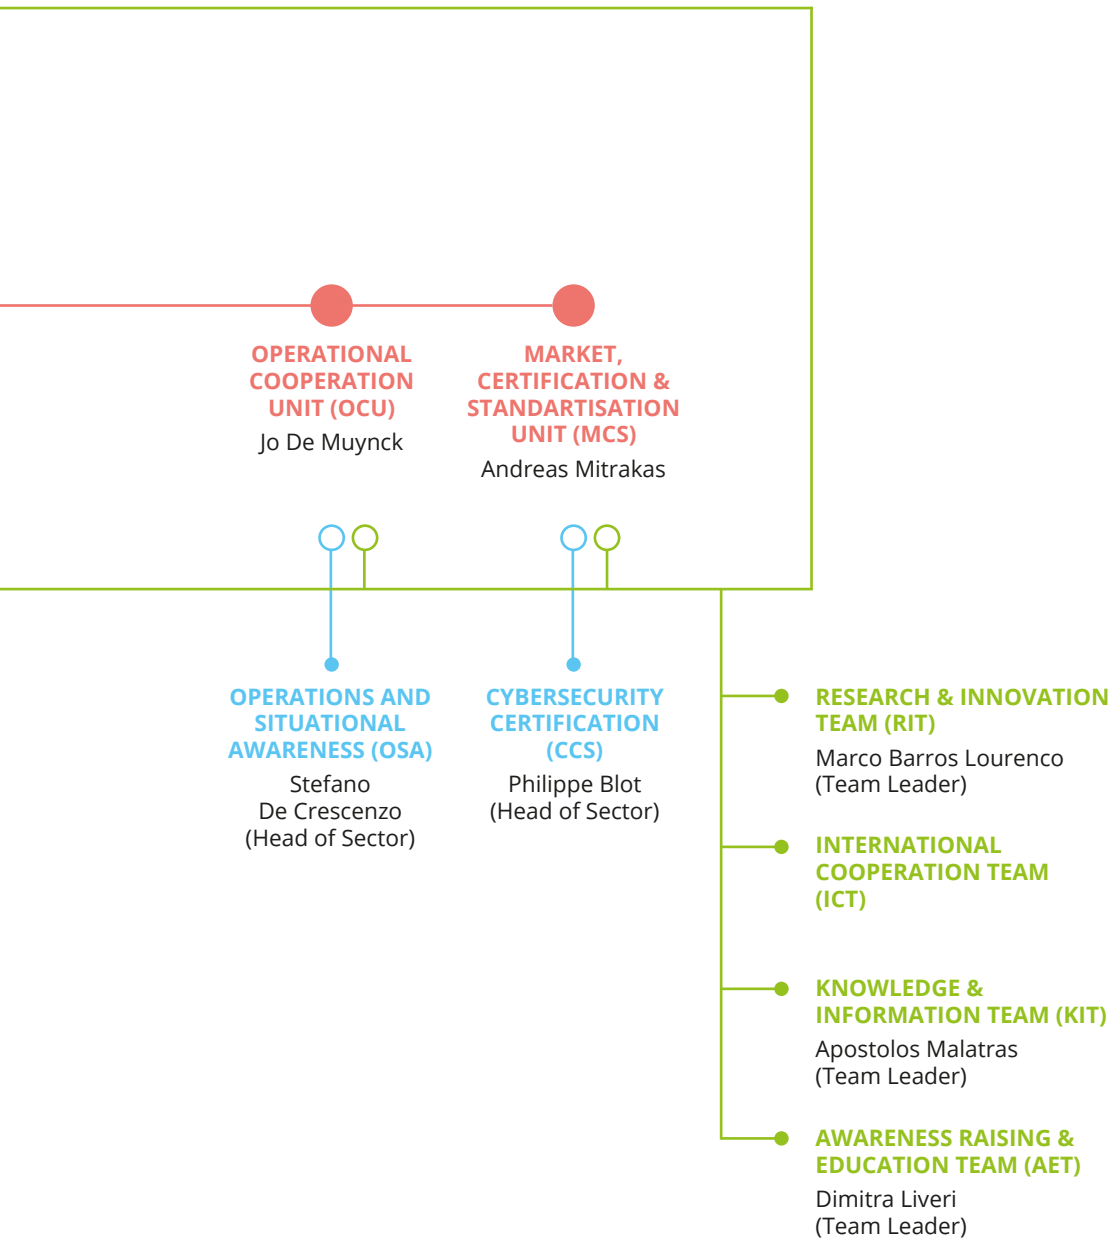 OPERATIONAL
COOPERATION
UNIT (OCU)
Jo De Muynck
MARKET,
CERTIFICATION &
STANDARTISATION
UNIT (MCS)
Andreas Mitrakas
OPERATIONS AND
SITUATIONAL
AWARENESS (OSA)
Stefano
De Crescenzo
(Head of Sector)
CYBERSECURITY
CERTIFICATION
(CCS)
Philippe Blot
(Head of Sector)
RESEARCH & INNOVATION
TEAM (RIT)
Marco Barros Lourenco
(Team Leader)
INTERNATIONAL
COOPERATION TEAM
(ICT)
KNOWLEDGE &
INFORMATION TEAM (KIT)
Apostolos Malatras
(Team Leader)
AWARENESS RAISING &
EDUCATION TEAM (AET)
Dimitra Liveri
(Team Leader)